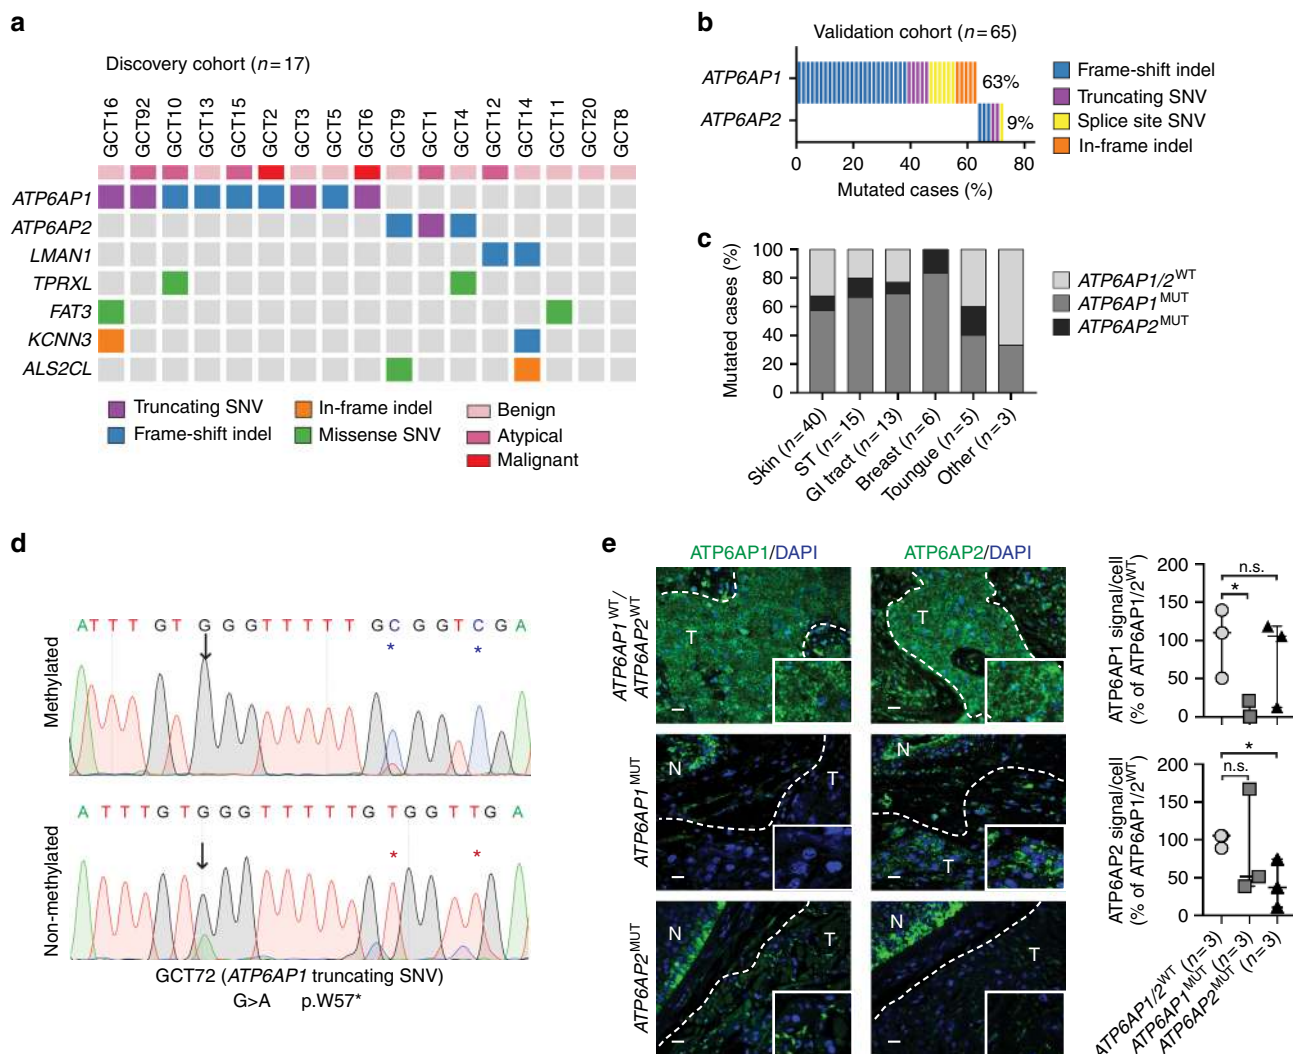 a
Discovery cohort (n=17)
GCT16
GCT92
GCT10
GCT13
GCT15
GCT2
GCT3
GCT5
GCT6
GCT9
GCT1
GCT4
GCT12
GCT14
GCT11
GCT20
GCT8
ATP6AP1
ATP6AP2
LMAN1
TPRXL
FAT3
KCNN3
ALS2CL
Truncating SNV
Frame-shift indel
In-frame indel
Missense SNV
Benign
Atypical
Malignant
b
Validation cohort (n=65)
ATP6AP1
ATP6AP2
63%
9%
0 20 40 60 80
Mutated cases (%)
Frame-shift indel
Truncating SNV
Splice site SNV
In-frame indel
c
Mutated cases (%)
100
80
60
40
20
0
Skin (n=40)
ST (n=15)
GI tract (n=13)
Breast (n=6)
Toungue (n=5)
Other (n=3)
ATP6AP1/2WT
ATP6AP1MUT
ATP6AP2MUT
d
Methylated
A T T T G T G G G T T T T T G C G G T C G A
* *
Non-methylated
A T T T G T G G G T T T T T G T G G T T G A
* *
GCT72 (ATP6AP1 truncating SNV)
G>A p.W57*
e
ATP6AP1/DAPI
ATP6AP2/DAPI
ATP6AP1WT/
ATP6AP2WT
T
T
ATP6AP1MUT
N
T
N
T
ATP6AP2MUT
N
T
N
T
ATP6AP1 signal/cell
(% of ATP6AP1/2WT)
200
150
100
50
0
n.s.
*
ATP6AP2 signal/cell
(% of ATP6AP1/2WT)
200
150
100
50
0
*
n.s.
ATP6AP1/2WT (n=3)
ATP6AP1MUT (n=3)
ATP6AP2MUT (n=3)